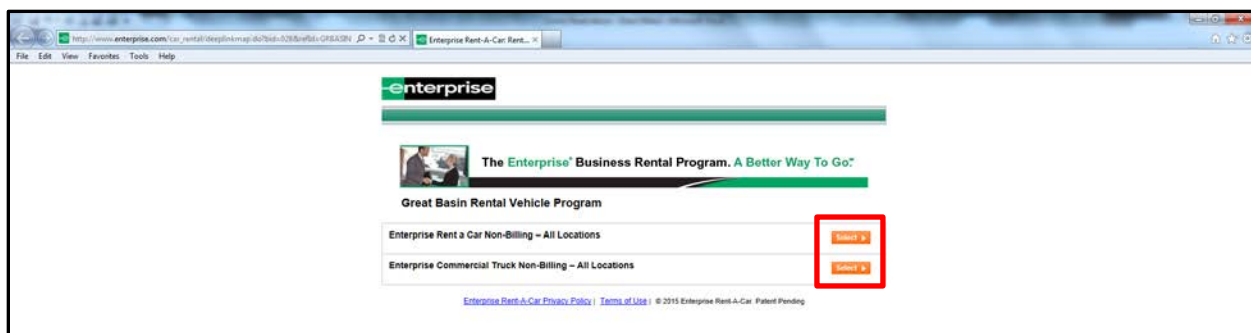 http://www.enterprise.com/car_rental/deeplinkmap.do?bid=028&refId=GREASIN
Enterprise Rent-A-Car: Rent...
File Edit View Favorites Tools Help
enterprise
The Enterprise® Business Rental Program. A Better Way To Go.℠
Great Basin Rental Vehicle Program
Enterprise Rent a Car Non-Billing – All Locations
Select
Enterprise Commercial Truck Non-Billing – All Locations
Select
Enterprise Rent-A-Car Privacy Policy | Terms of Use | © 2015 Enterprise Rent-A-Car. Patent Pending